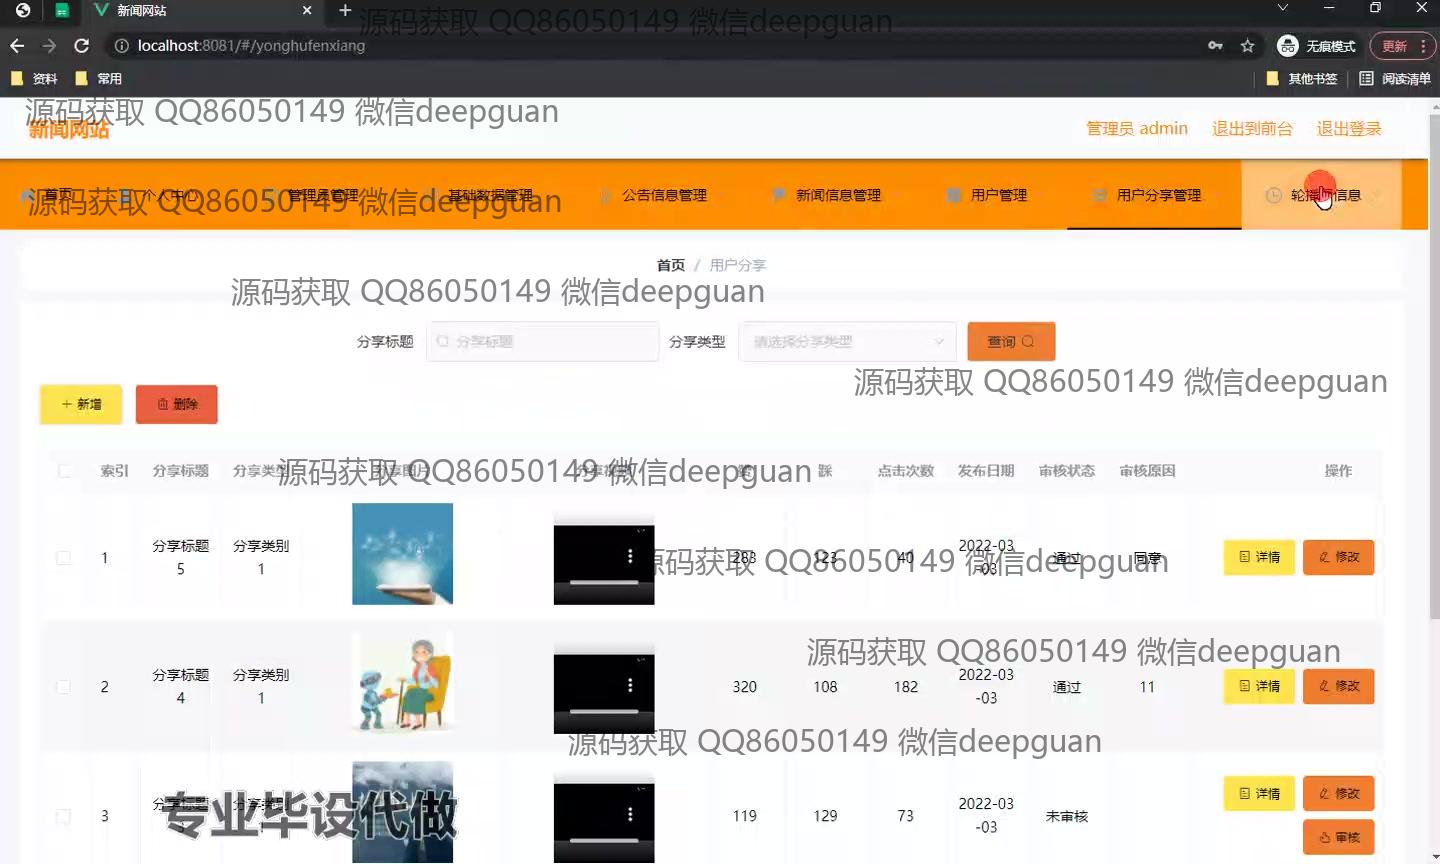 新闻网站
源码获取 QQ86050149 微信deepguan
localhost:8081/#/yonghufenxiang
无痕模式
更新
资料
常用
其他书签
阅读清单
源码获取 QQ86050149 微信deepguan
新闻网站
管理员 admin
退出到前台
退出登录
首页
个人中心
管理员管理
基础数据管理
公告信息管理
新闻信息管理
用户管理
用户分享管理
轮播图信息
源码获取 QQ86050149 微信deepguan
首页 / 用户分享
源码获取 QQ86050149 微信deepguan
分享标题
分享标题
分享类型
请选择分享类型
查询
源码获取 QQ86050149 微信deepguan
+ 新增
删除
索引
分享标题
分享类型
分享图片
踩
点击次数
发布日期
审核状态
审核原因
操作
源码获取 QQ86050149 微信deepguan
1
分享标题
5
分享类别
1
283
123
40
2022-03
-03
通过
同意
详情
修改
源码获取 QQ86050149 微信deepguan
源码获取 QQ86050149 微信deepguan
2
分享标题
4
分享类别
1
320
108
182
2022-03
-03
通过
11
详情
修改
源码获取 QQ86050149 微信deepguan
3
分享标题
分享类别
119
129
73
2022-03
-03
未审核
详情
修改
审核
专业毕设代做